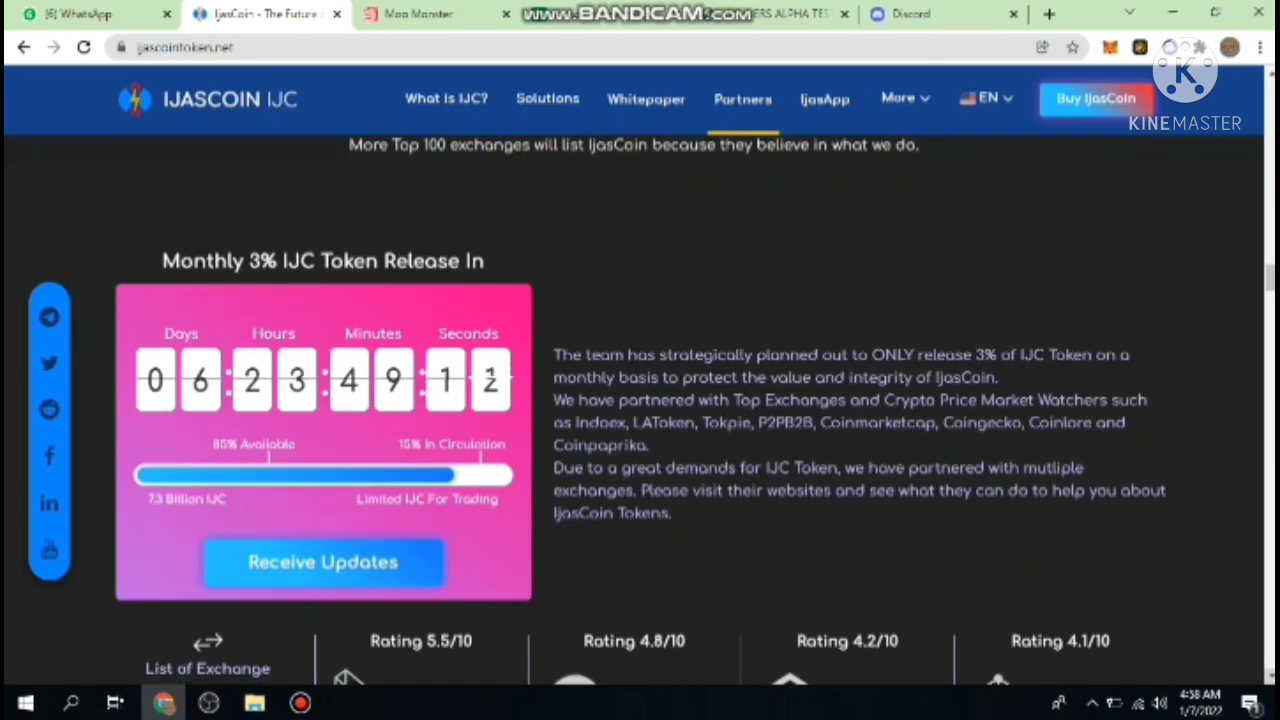 (6) WhatsApp
IjasCoin - The Future
Moo Monster
WWW.BANDICAM.COM
ERS ALPHA TES
Discord
ijascointoken.net
K
KINEMASTER
IJASCOIN IJC
What is IJC?
Solutions
Whitepaper
Partners
IjasApp
More
EN
Buy IjasCoin
More Top 100 exchanges will list IjasCoin because they believe in what we do.
Monthly 3% IJC Token Release In
Days Hours Minutes Seconds
06:23:49:12
85% Available 15% In Circulation
7.3 Billion IJC Limited IJC For Trading
Receive Updates
The team has strategically planned out to ONLY release 3% of IJC Token on a
monthly basis to protect the value and integrity of IjasCoin.
We have partnered with Top Exchanges and Crypto Price Market Watchers such
as Indoex, LAToken, Tokpie, P2PB2B, Coinmarketcap, Coingecko, Coinlore and
Coinpaprika.
Due to a great demands for IJC Token, we have partnered with mutliple
exchanges. Please visit their websites and see what they can do to help you about
IjasCoin Tokens.
List of Exchange
Rating 5.5/10
Rating 4.8/10
Rating 4.2/10
Rating 4.1/10
4:38 AM
1/7/2022